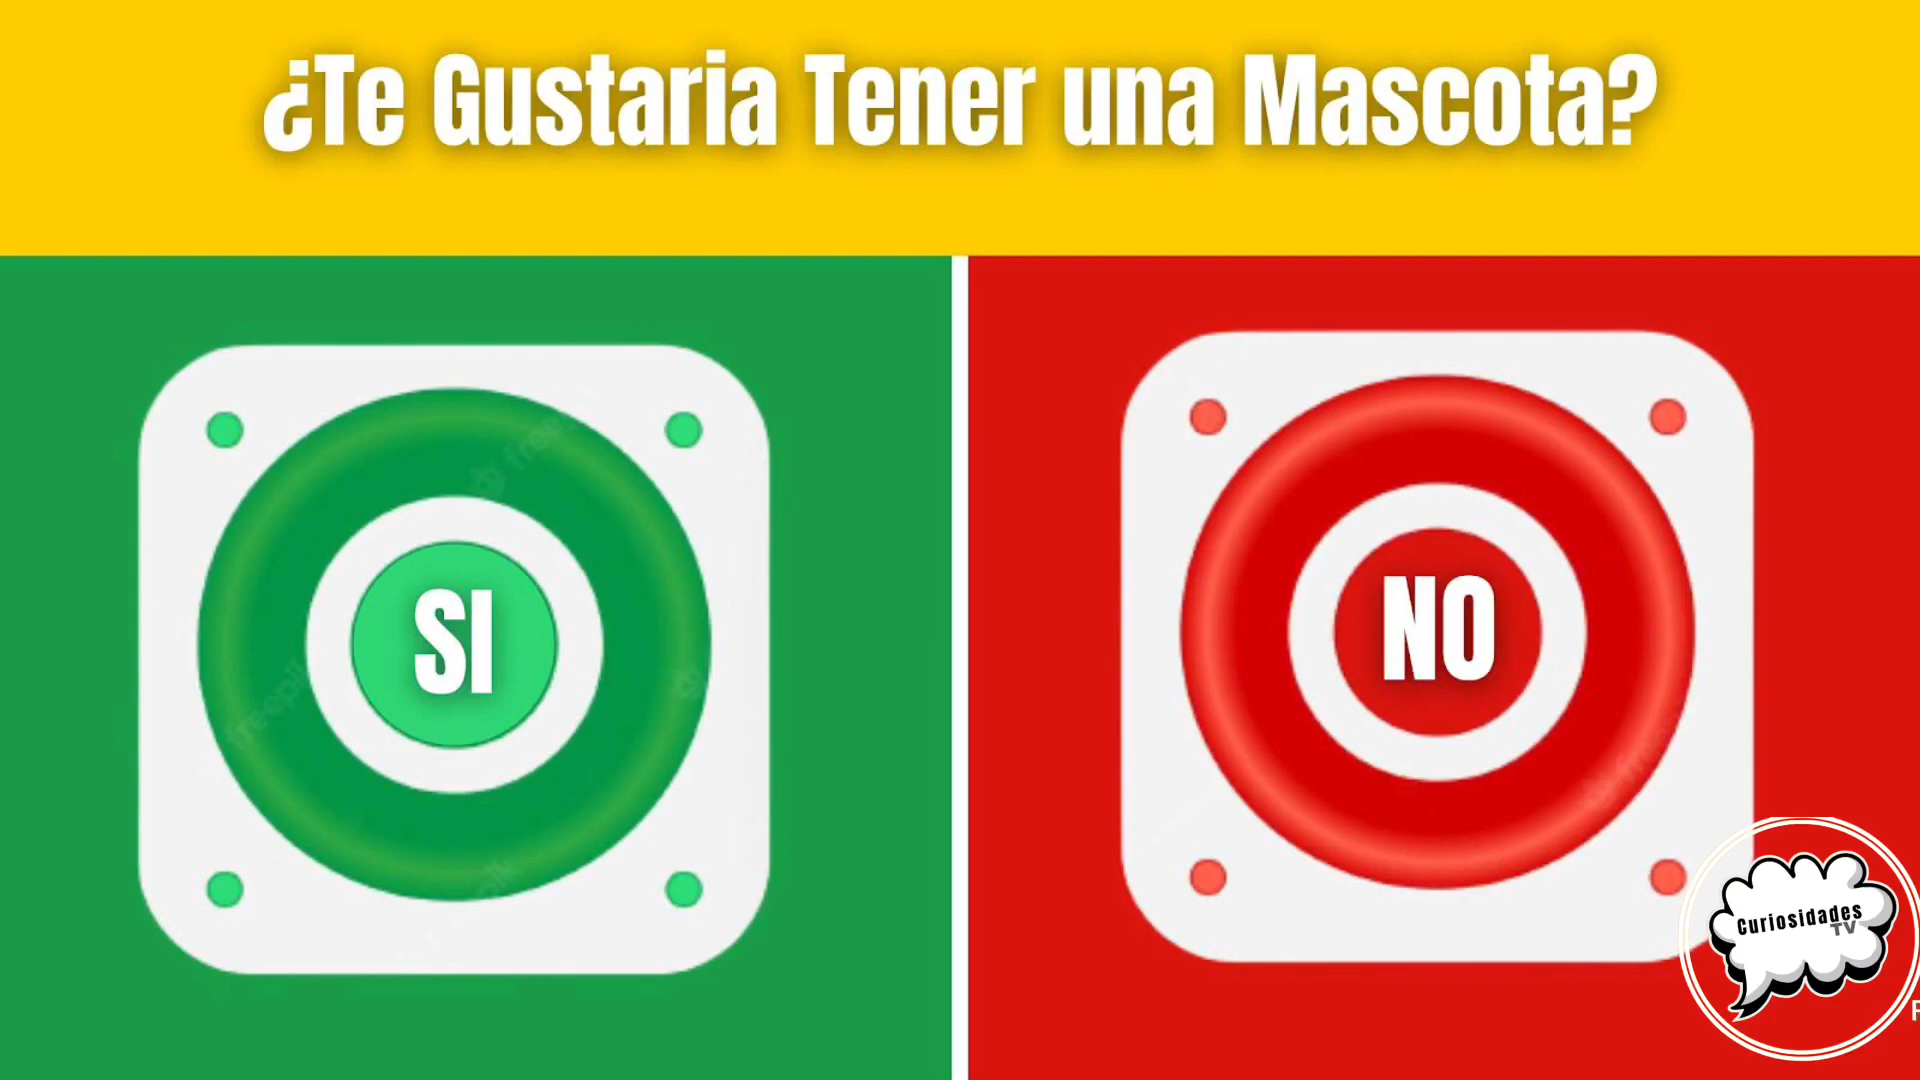 ¿Te Gustaria Tener una Mascota?
SI
NO
Curiosidades
TV